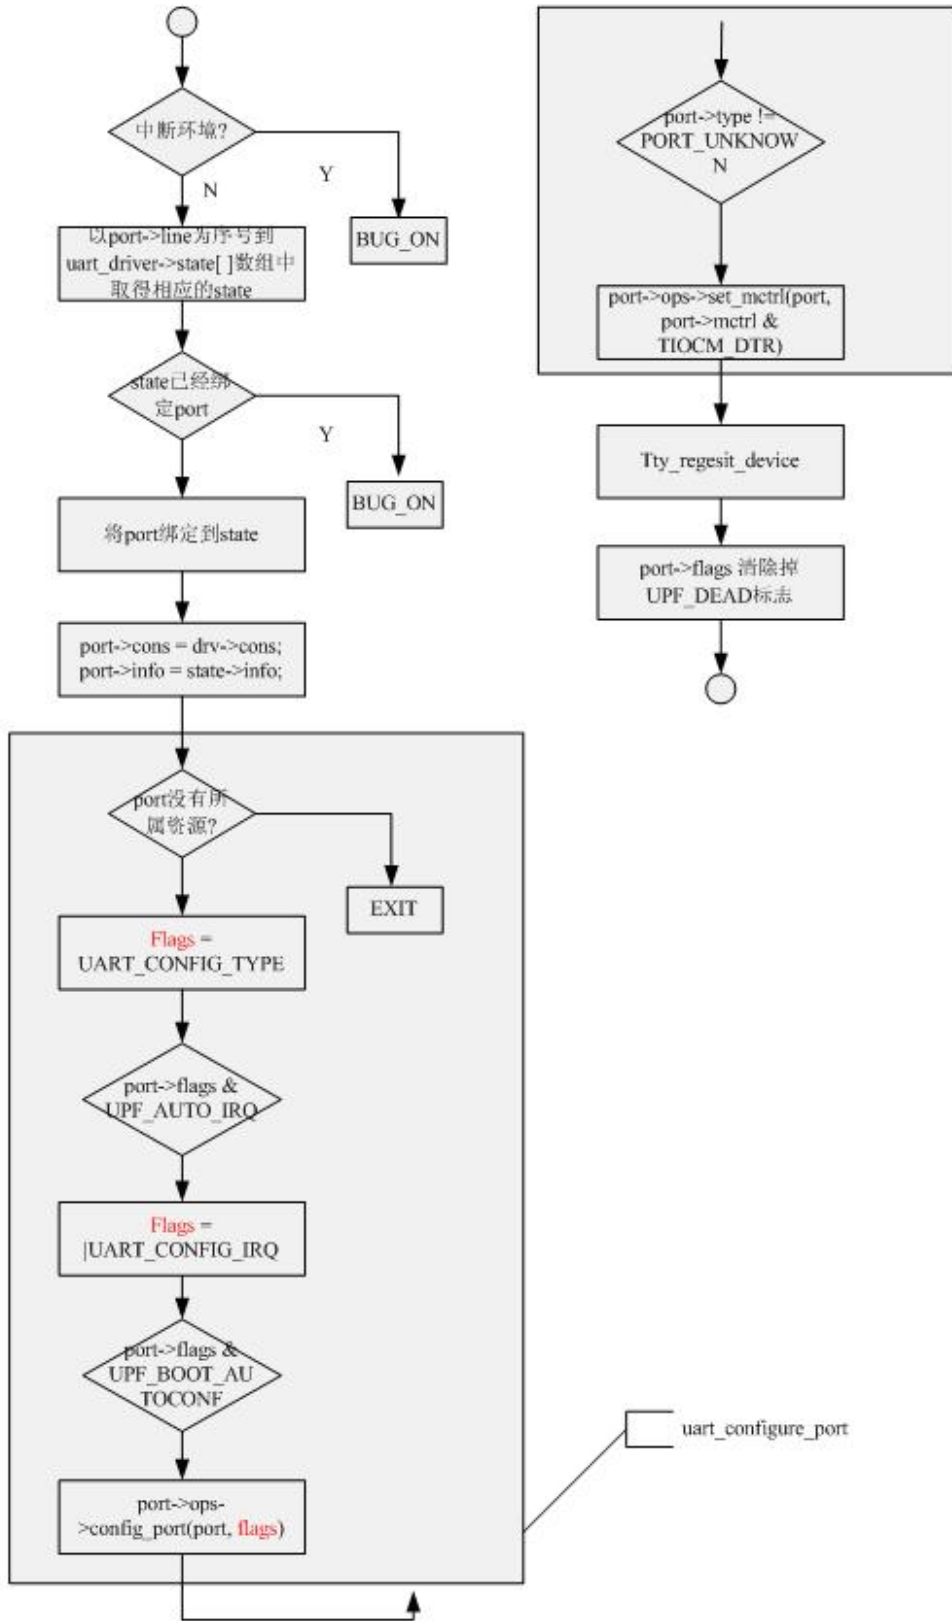 中断环境?
Y
N
BUG_ON
以port->line为序号到
uart_driver->state[ ]数组中
取得相应的state
state已经绑
定port
Y
BUG_ON
将port绑定到state
port->cons = drv->cons;
port->info = state->info;
port没有所
属资源?
EXIT
Flags =
UART_CONFIG_TYPE
port->flags &
UPF_AUTO_IRQ
Flags =
|UART_CONFIG_IRQ
port->flags &
UPF_BOOT_AU
TOCONF
port->ops-
>config_port(port, flags)
uart_configure_port
port->type !=
PORT_UNKNOW
N
port->ops->set_mctrl(port,
port->mctrl &
TIOCM_DTR)
Tty_regesit_device
port->flags 消除掉
UPF_DEAD标志